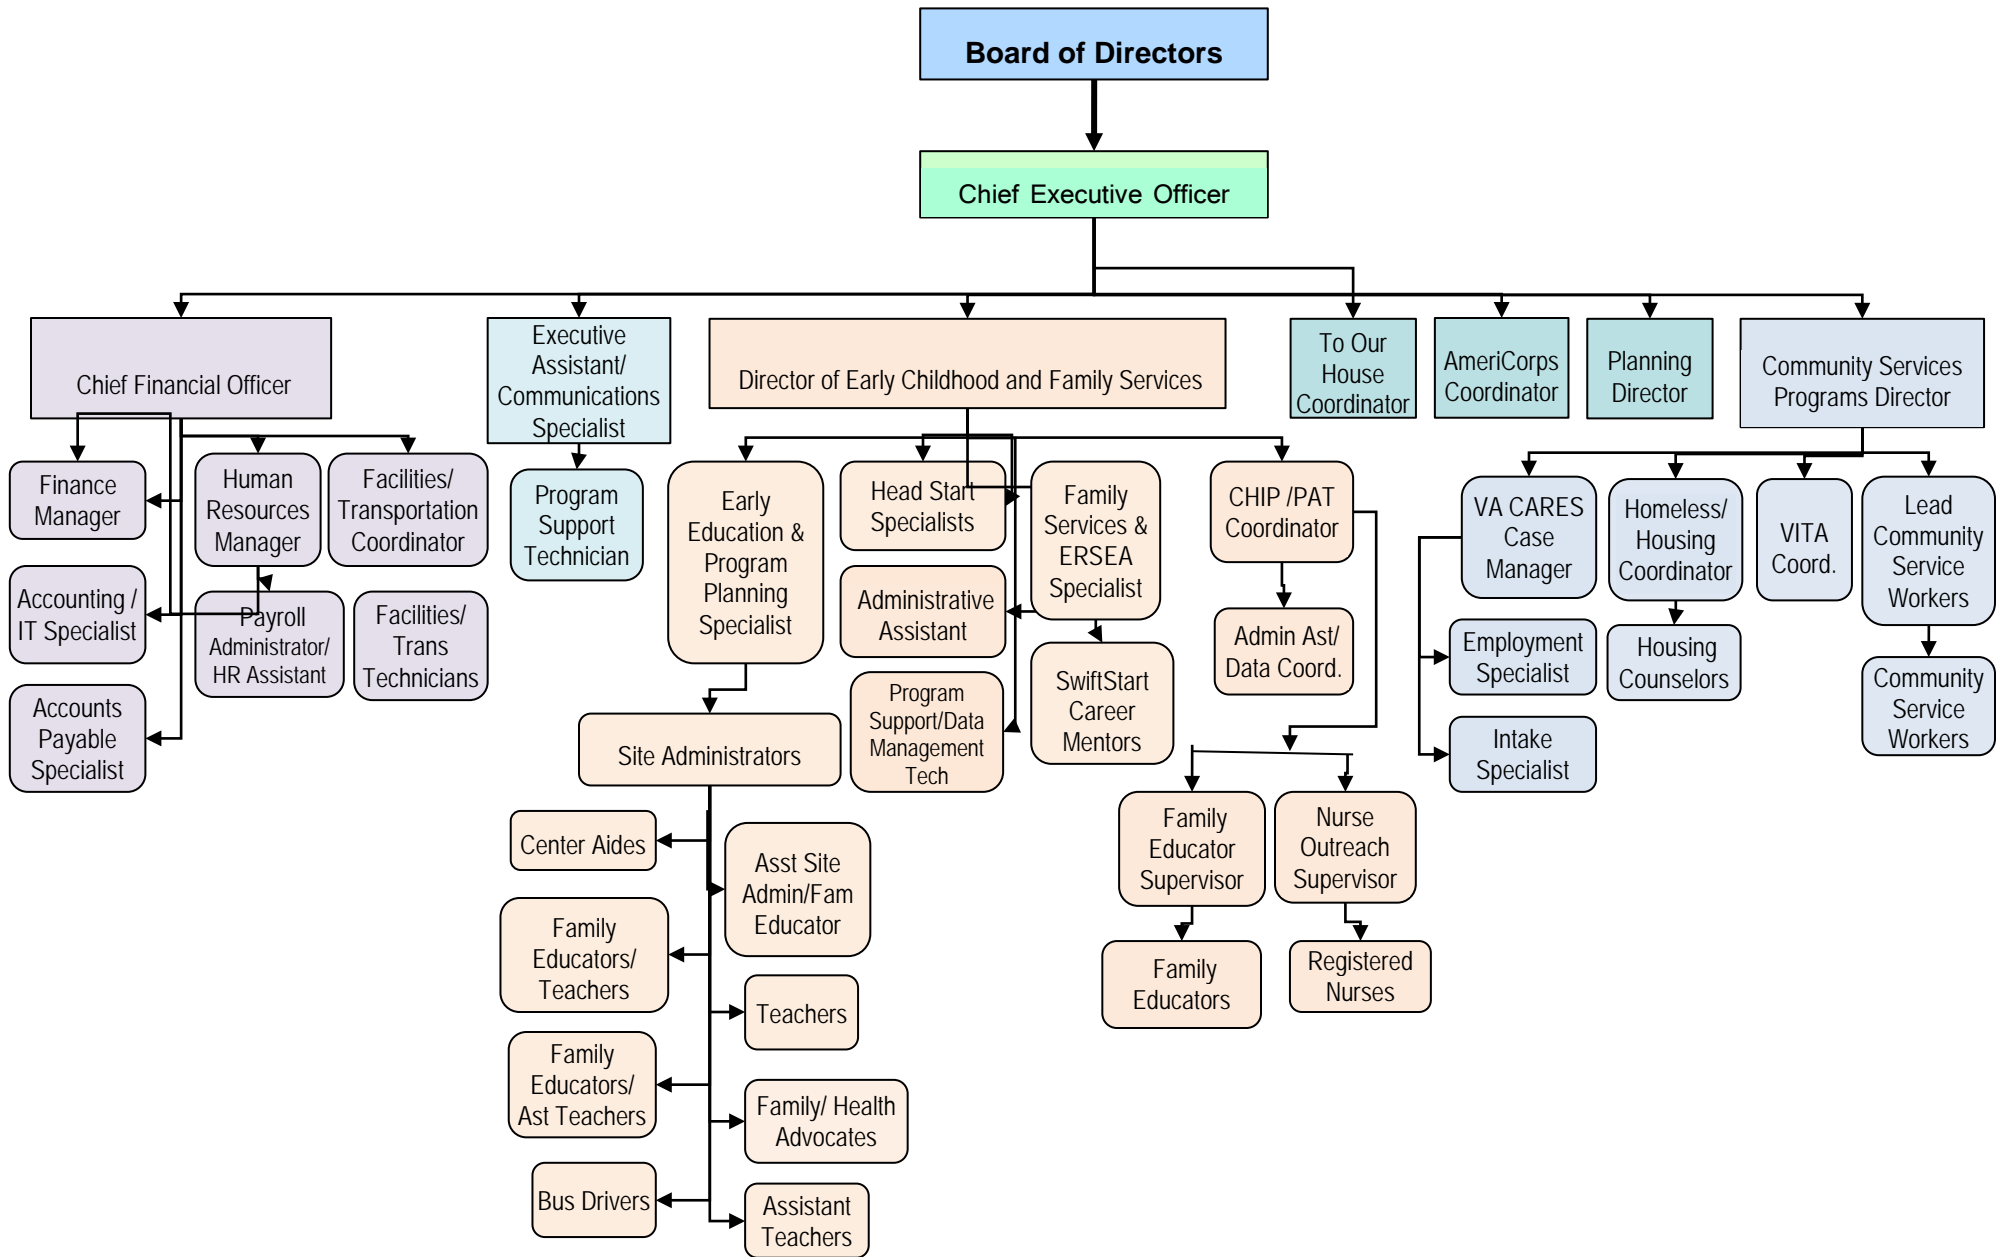 Board of Directors
Chief Executive Officer
Chief Financial Officer
Executive
Assistant/
Communications
Specialist
Director of Early Childhood and Family Services
To Our
House
Coordinator
AmeriCorps
Coordinator
Planning
Director
Community Services
Programs Director
Finance
Manager
Human
Resources
Manager
Facilities/
Transportation
Coordinator
Program
Support
Technician
Early
Education &
Program
Planning
Specialist
Head Start
Specialists
Family
Services &
ERSEA
Specialist
CHIP /PAT
Coordinator
VA CARES
Case
Manager
Homeless/
Housing
Coordinator
VITA
Coord.
Lead
Community
Service
Workers
Accounting /
IT Specialist
Payroll
Administrator/
HR Assistant
Facilities/
Trans
Technicians
Administrative
Assistant
Admin Ast/
Data Coord.
Employment
Specialist
Housing
Counselors
Community
Service
Workers
Accounts
Payable
Specialist
Site Administrators
Program
Support/Data
Management
Tech
SwiftStart
Career
Mentors
Intake
Specialist
Center Aides
Asst Site
Admin/Fam
Educator
Family
Educator
Supervisor
Nurse
Outreach
Supervisor
Family
Educators/
Teachers
Teachers
Family
Educators
Registered
Nurses
Family
Educators/
Ast Teachers
Family/ Health
Advocates
Bus Drivers
Assistant
Teachers